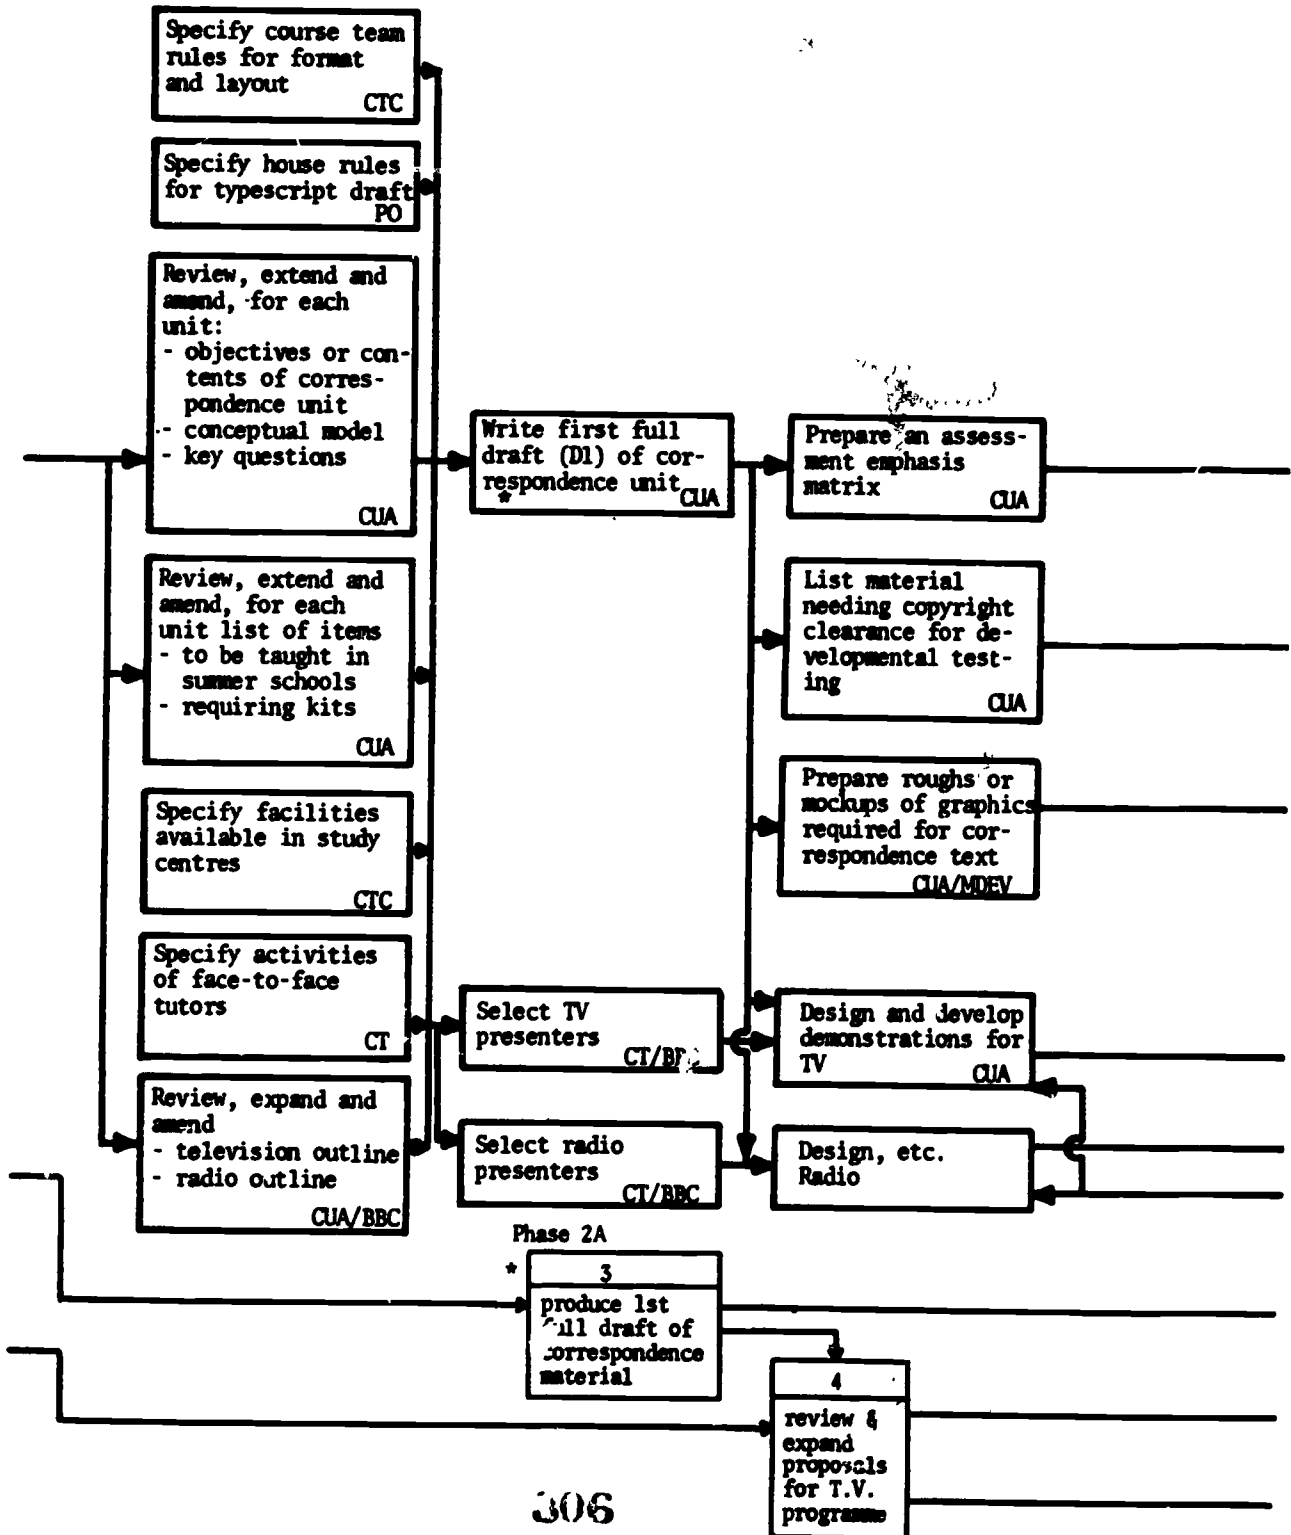 Specify course team
rules for format
and layout
CTC
Specify house rules
for typescript draft
PO
Review, extend and
amend, for each
unit:
- objectives or con-
tents of corres-
pondence unit
- conceptual model
- key questions
CUA
Review, extend and
amend, for each
unit list of items
- to be taught in
summer schools
- requiring kits
CUA
Specify facilities
available in study
centres
CTC
Specify activities
of face-to-face
tutors
CT
Review, expand and
amend
- television outline
- radio outline
CUA/BBC
Write first full
draft (D1) of cor-
respondence unit
* CUA
Select TV
presenters
Select radio
presenters
CT/BBC
Prepare an assess-
ment emphasis
matrix
CUA
List material
needing copyright
clearance for de-
velopmental test-
ing
CUA
Prepare roughs or
mockups of graphics
required for cor-
respondence text
CUA/MDEV
Design and develop
demonstrations for
TV
CUA
Design, etc.
Radio
Phase 2A
* 3
produce 1st
full draft of
correspondence
material
4
review &
expand
proposals
for T.V.
programme
306